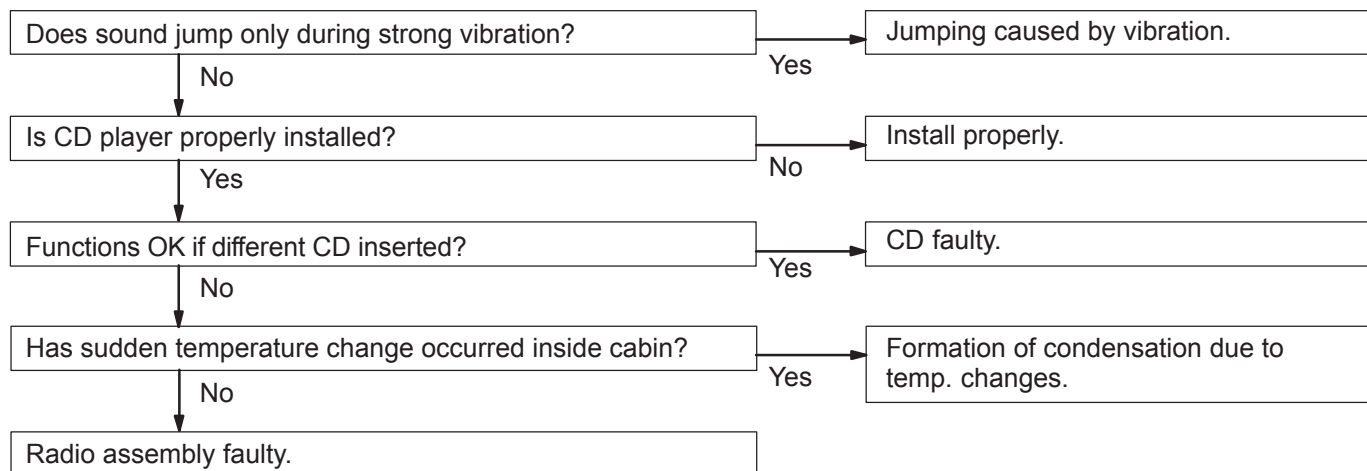 Does sound jump only during strong vibration?
Jumping caused by vibration.
Yes
No
Is CD player properly installed?
Install properly.
No
Yes
Functions OK if different CD inserted?
CD faulty.
Yes
No
Has sudden temperature change occurred inside cabin?
Formation of condensation due to
temp. changes.
Yes
No
Radio assembly faulty.